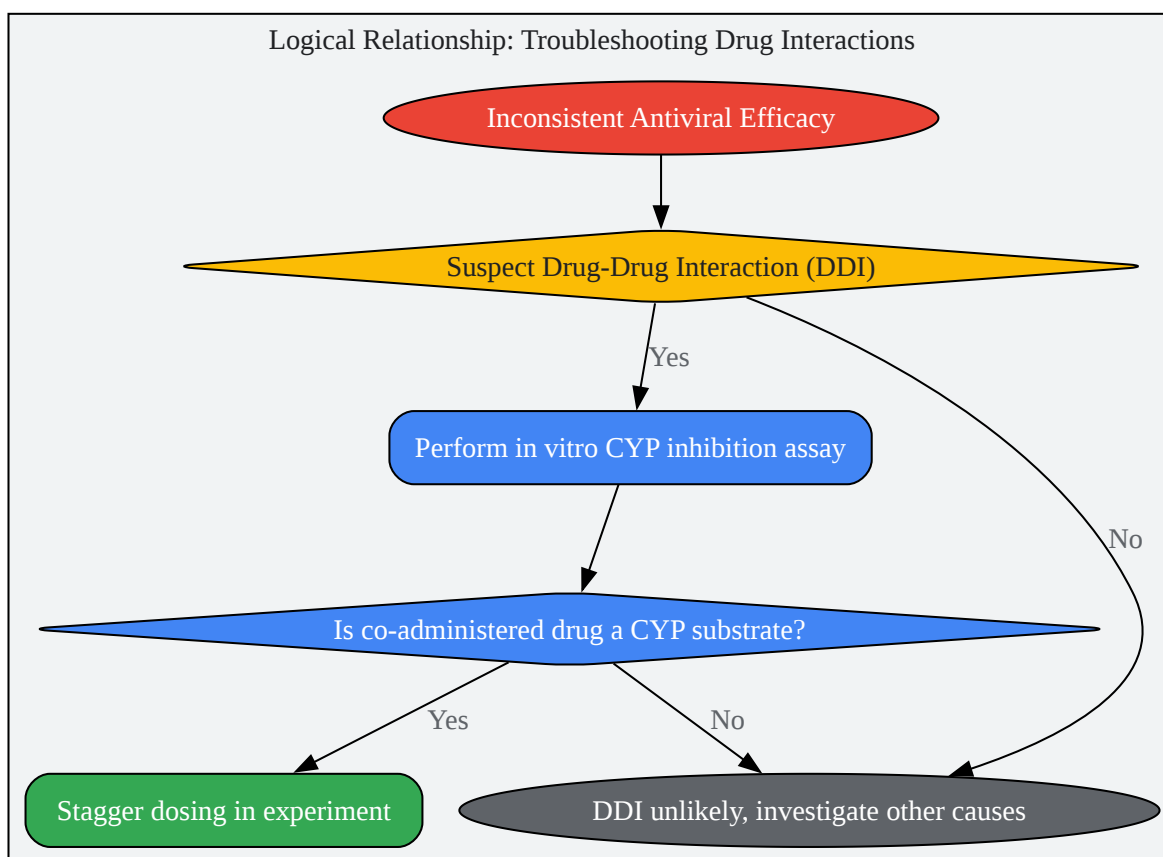 Logical Relationship: Troubleshooting Drug Interactions
Inconsistent Antiviral Efficacy
Suspect Drug-Drug Interaction (DDI)
Yes
Perform in vitro CYP inhibition assay
No
Is co-administered drug a CYP substrate?
Yes
No
Stagger dosing in experiment
DDI unlikely, investigate other causes